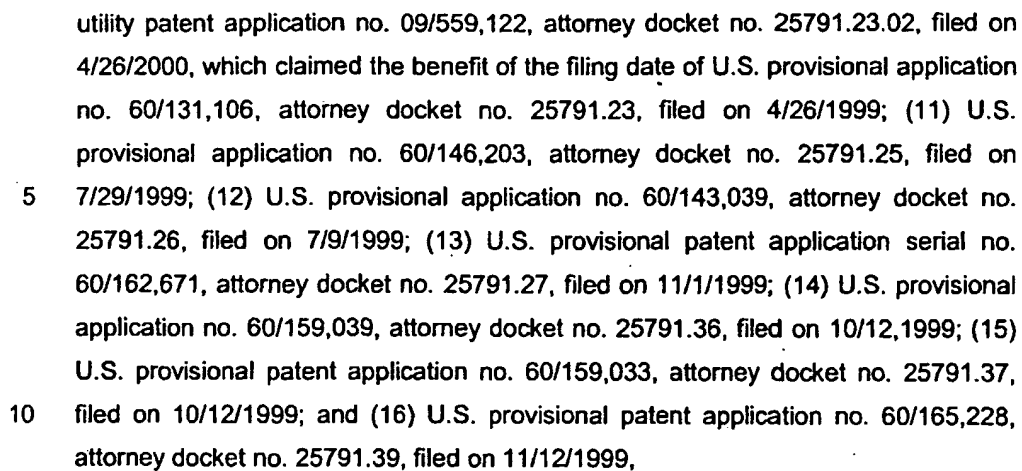 utility patent application no. 09/559,122, attorney docket no. 25791.23.02, filed on
4/26/2000, which claimed the benefit of the filing date of U.S. provisional application
no. 60/131,106, attorney docket no. 25791.23, filed on 4/26/1999; (11) U.S.
provisional application no. 60/146,203, attorney docket no. 25791.25, filed on
5 7/29/1999; (12) U.S. provisional application no. 60/143,039, attorney docket no.
25791.26, filed on 7/9/1999; (13) U.S. provisional patent application serial no.
60/162,671, attorney docket no. 25791.27, filed on 11/1/1999; (14) U.S. provisional
application no. 60/159,039, attorney docket no. 25791.36, filed on 10/12,1999; (15)
U.S. provisional patent application no. 60/159,033, attorney docket no. 25791.37,
10 filed on 10/12/1999; and (16) U.S. provisional patent application no. 60/165,228,
attorney docket no. 25791.39, filed on 11/12/1999,